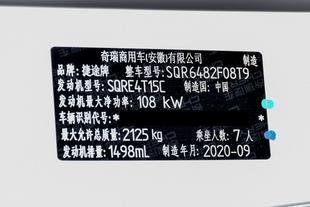 奇瑞商用车(安徽)有限公司 制造
品牌:捷途牌 整车型号:SQR6482F08T9
发动机型号:SQRE4T15C 制造国:中国
发动机最大净功率:108 kW
车辆识别代号:* *
最大允许总质量:2125 kg 乘坐人数:7人
发动机排量:1498mL 制造年月:2020-09